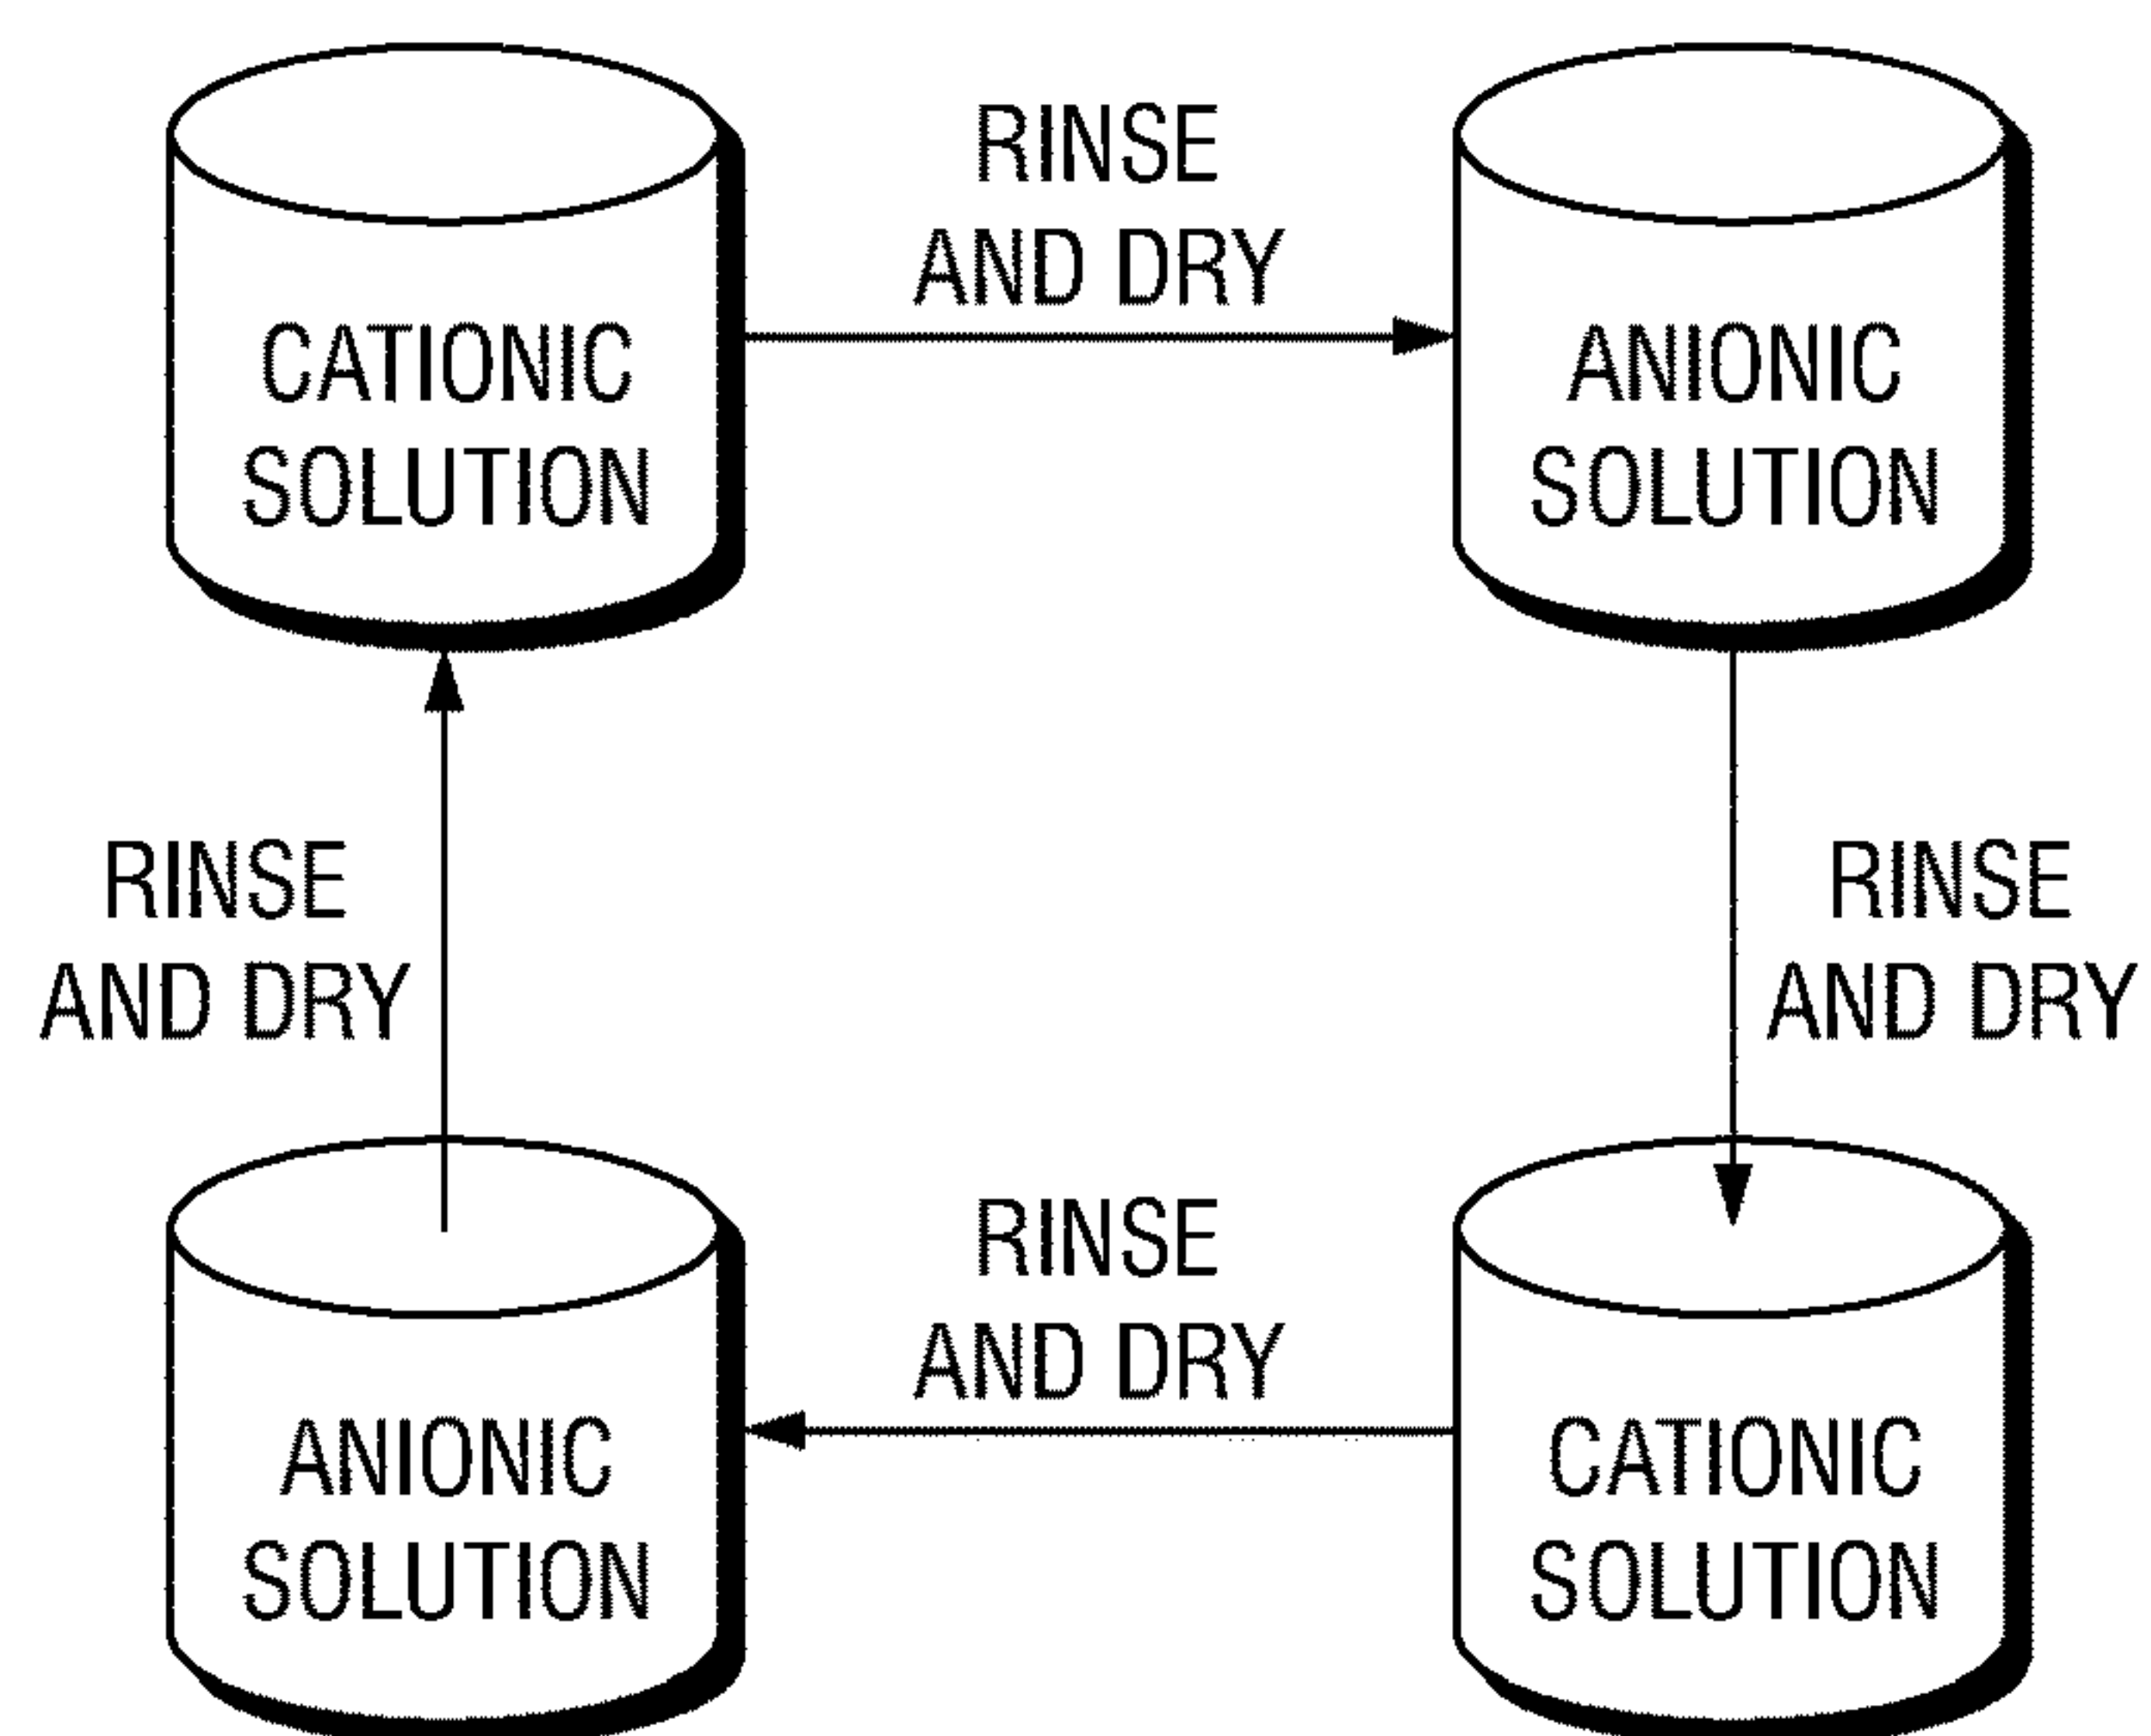 RINSE
AND DRY
CATIONIC
SOLUTION
ANIONIC
SOLUTION
RINSE
AND DRY
RINSE
AND DRY
RINSE
AND DRY
ANIONIC
SOLUTION
CATIONIC
SOLUTION